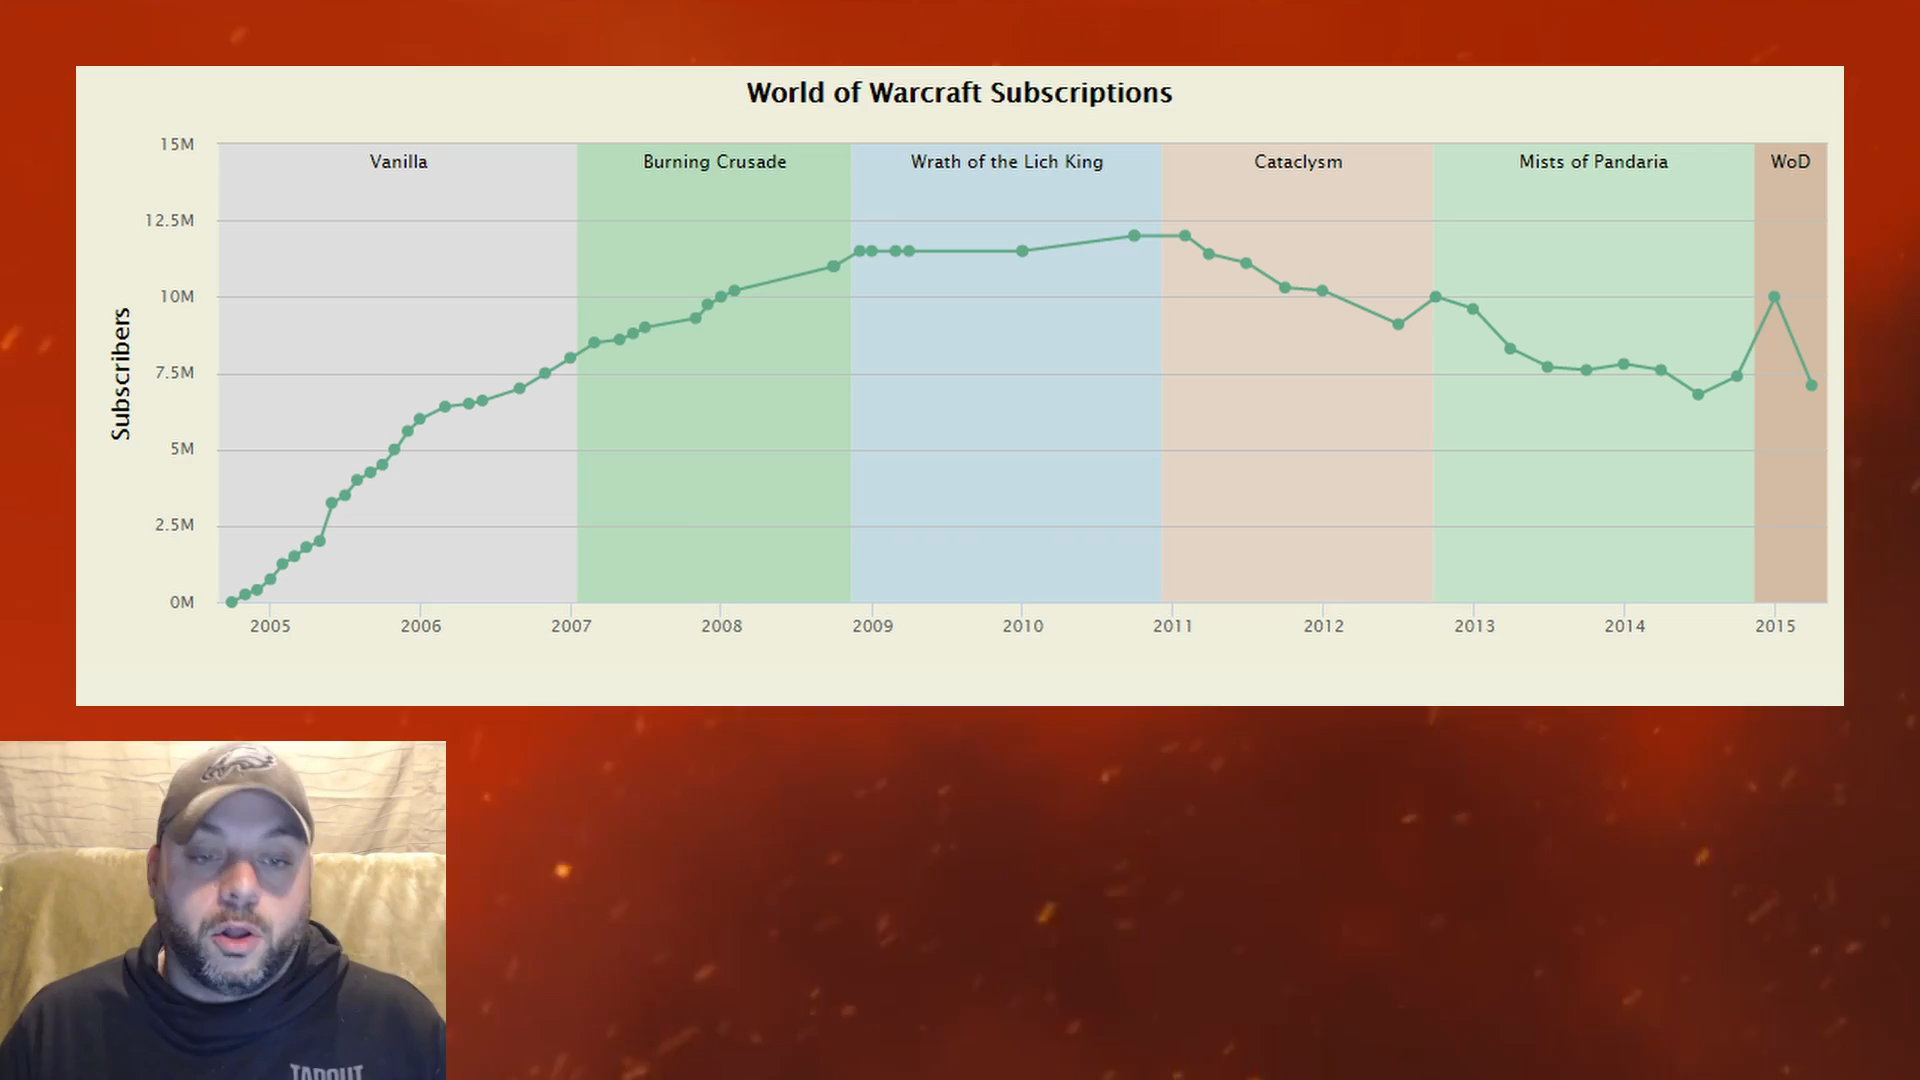 World of Warcraft Subscriptions
Vanilla
Burning Crusade
Wrath of the Lich King
Cataclysm
Mists of Pandaria
WoD
15M
12.5M
10M
7.5M
5M
2.5M
0M
Subscribers
2005
2006
2007
2008
2009
2010
2011
2012
2013
2014
2015
TAPOUT